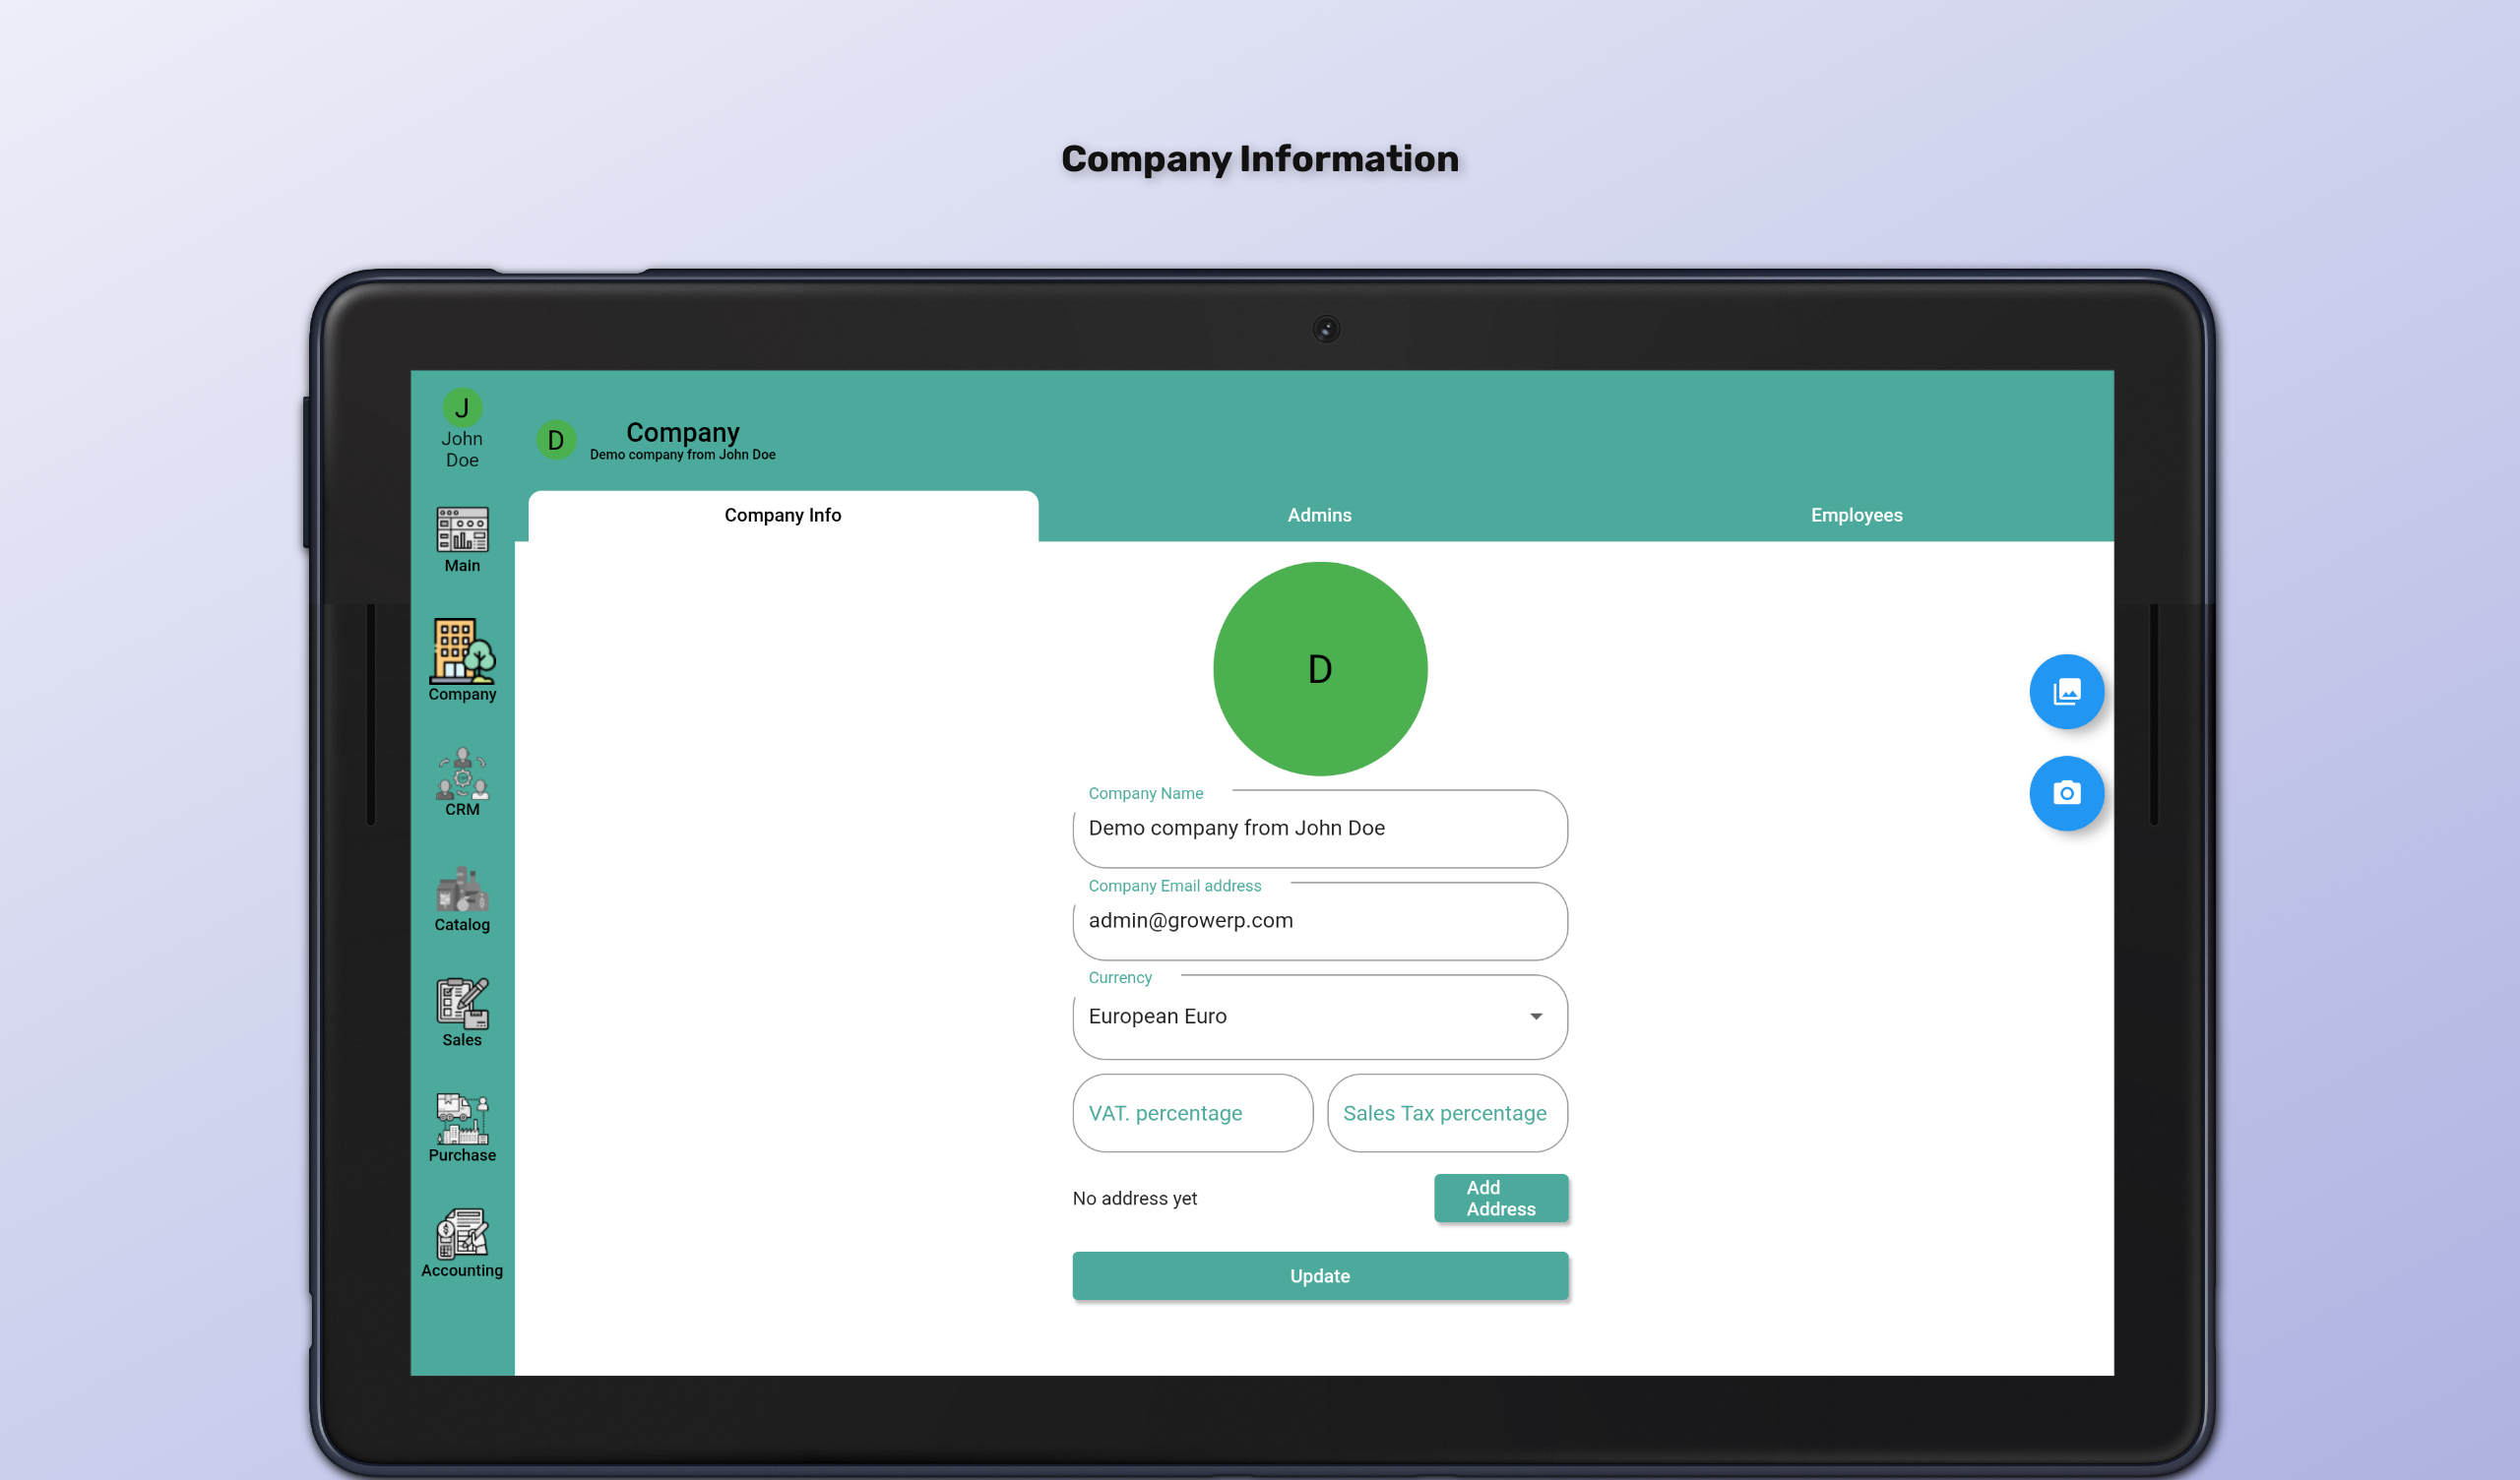 Company Information
J
John
Doe
D
Company
Demo company from John Doe
Company Info
Admins
Employees
Main
Company
CRM
Catalog
Sales
Purchase
Accounting
D
Company Name
Demo company from John Doe
Company Email address
admin@growerp.com
Currency
European Euro
VAT. percentage
Sales Tax percentage
No address yet
Add
Address
Update